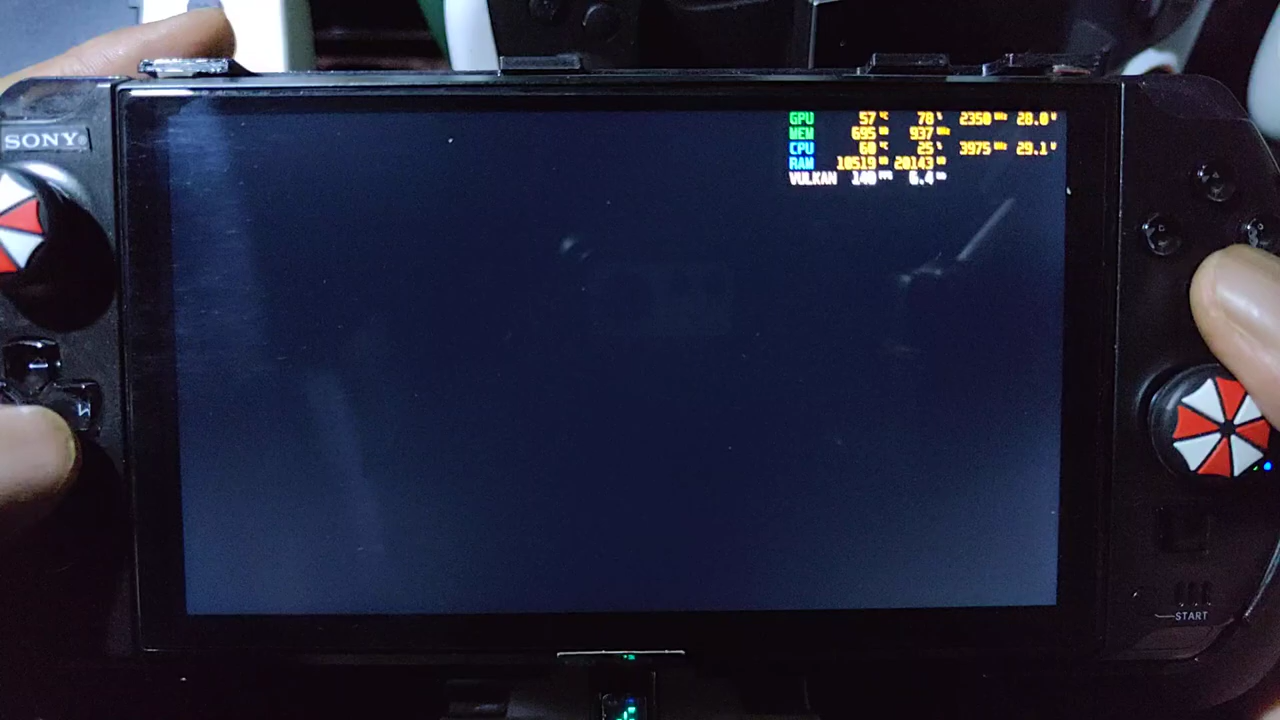 SONY
GPU 57 °C 78 % 2350 MHz 28.0 W
MEM 695 MB 937 MHz
CPU 60 °C 25 % 3975 MHz 29.1 W
RAM 10519 MB 20143 MB
VULKAN 140 FPS 6.4 ms
START